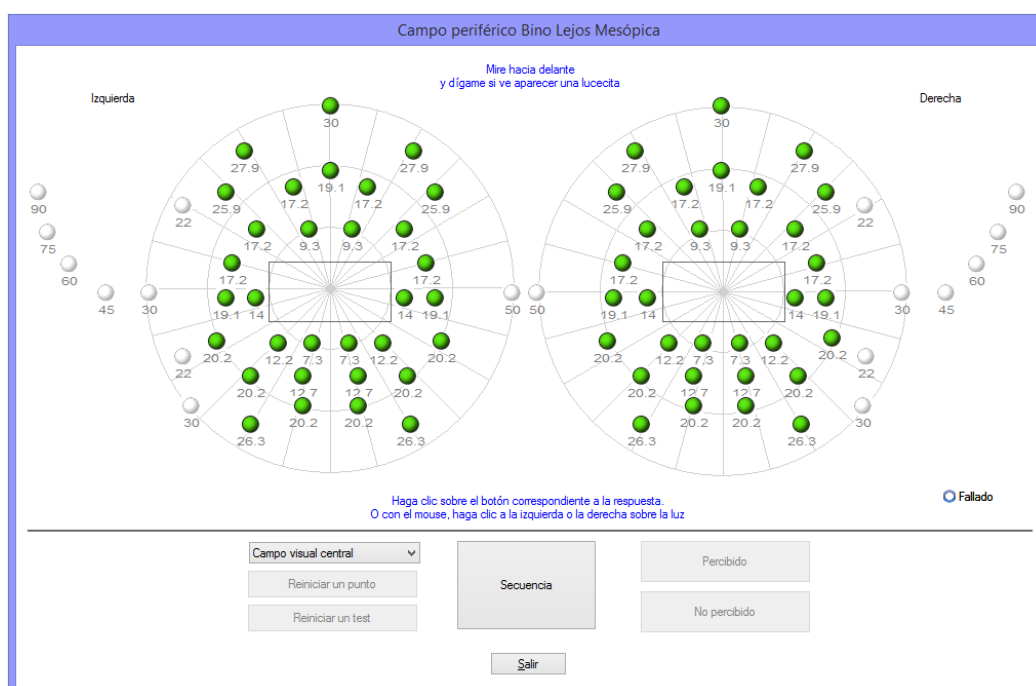 Campo periférico Bino Lejos Mesópica
Mire hacia delante
y dígame si ve aparecer una lucecita
Izquierda
Derecha
30 30
27.9 27.9 27.9 27.9
19.1 19.1
17.2 17.2 17.2 17.2
90 25.9 25.9 25.9 25.9 90
22 22
75 17.2 9.3 9.3 17.2 17.2 9.3 9.3 17.2 75
60 17.2 17.2 17.2 17.2 60
45 30 19.1 14 14 19.1 50 50 19.1 14 14 19.1 30 45
20.2 12.2 7.3 7.3 12.2 20.2 20.2 12.2 7.3 7.3 12.2 20.2
22 22
20.2 12.7 12.7 20.2 20.2 12.7 12.7 20.2
30 20.2 20.2 20.2 20.2 30
26.3 26.3 26.3 26.3
Haga clic sobre el botón correspondiente a la respuesta.
O con el mouse, haga clic a la izquierda o la derecha sobre la luz
Fallado
Campo visual central
Reiniciar un punto
Reiniciar un test
Secuencia
Percibido
No percibido
Salir